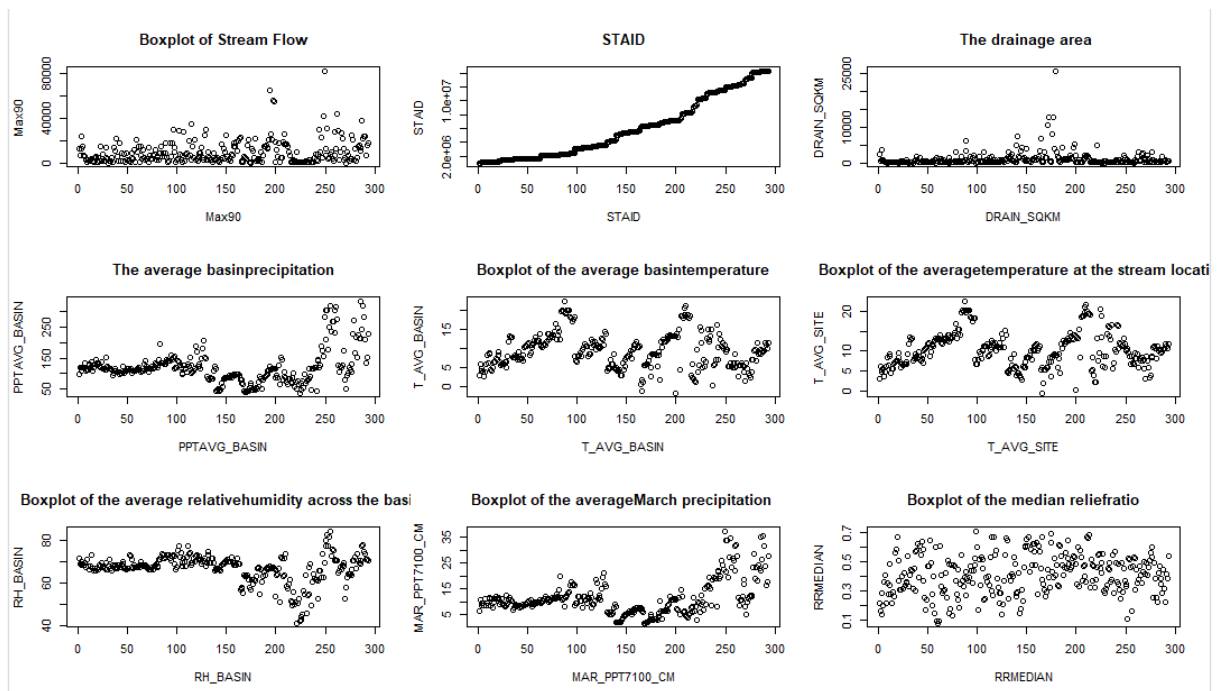 Boxplot of Stream Flow
Max90
0 40000 80000
0 50 100 150 200 250 300
Max90
STAID
STAID
2.0e+06 1.0e+07
0 50 100 150 200 250 300
STAID
The drainage area
DRAIN_SQKM
0 10000 25000
0 50 100 150 200 250 300
DRAIN_SQKM
The average basinprecipitation
PPTAVG_BASIN
50 150 250
0 50 100 150 200 250 300
PPTAVG_BASIN
Boxplot of the average basintemperature
T_AVG_BASIN
0 5 15
0 50 100 150 200 250 300
T_AVG_BASIN
Boxplot of the averagetemperature at the stream locati
T_AVG_SITE
0 5 10 20
0 50 100 150 200 250 300
T_AVG_SITE
Boxplot of the average relativehumidity across the basi
RH_BASIN
40 60 80
0 50 100 150 200 250 300
RH_BASIN
Boxplot of the averageMarch precipitation
MAR_PPT7100_CM
5 15 25 35
0 50 100 150 200 250 300
MAR_PPT7100_CM
Boxplot of the median reliefratio
RRMEDIAN
0.1 0.3 0.5 0.7
0 50 100 150 200 250 300
RRMEDIAN